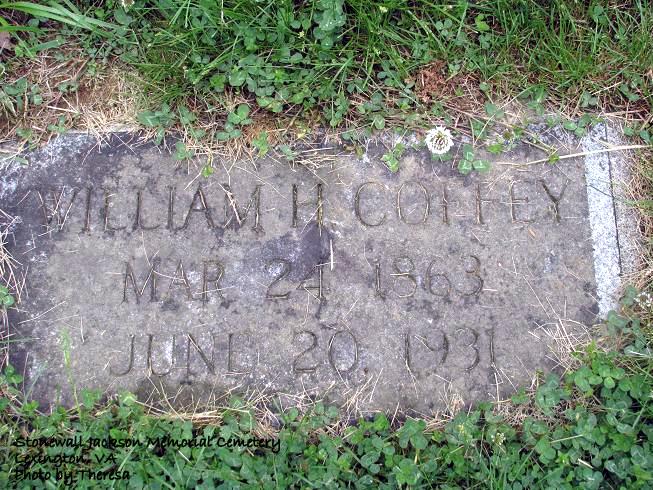 WILLIAM H COFFEY
MAR 24 1863
JUNE 20, 1931
Stonewall Jackson Memorial Cemetery
Lexington, VA
Photo by Theresa